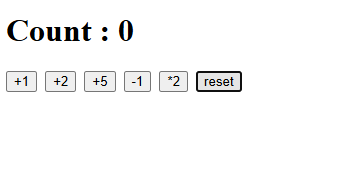 Count : 0
+1 +2 +5 -1 *2 reset